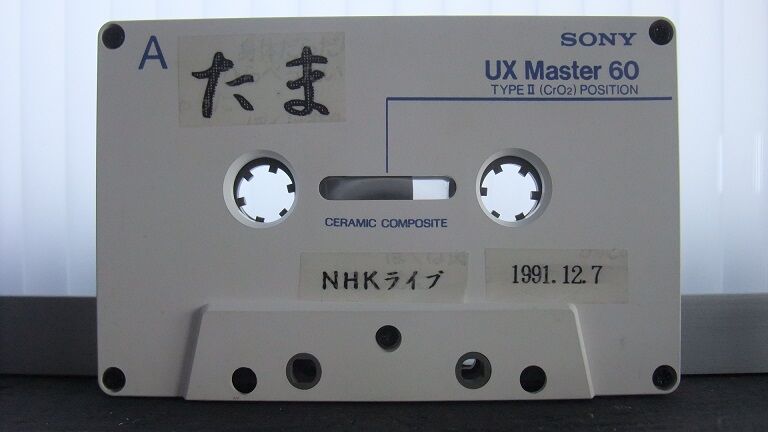 A
たま
SONY
UX Master 60
TYPE II (CrO2) POSITION
CERAMIC COMPOSITE
NHKライブ
1991.12.7